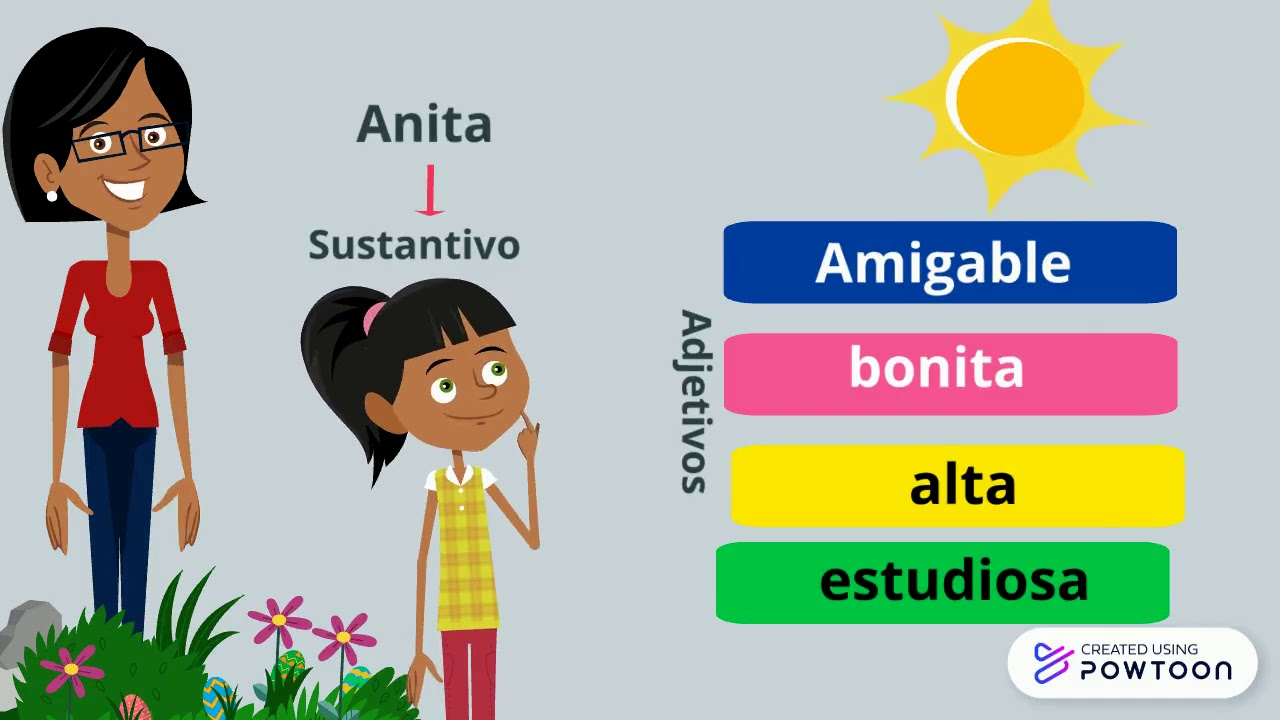 Anita
Sustantivo
Adjetivos
Amigable
bonita
alta
estudiosa
CREATED USING
POWTOON